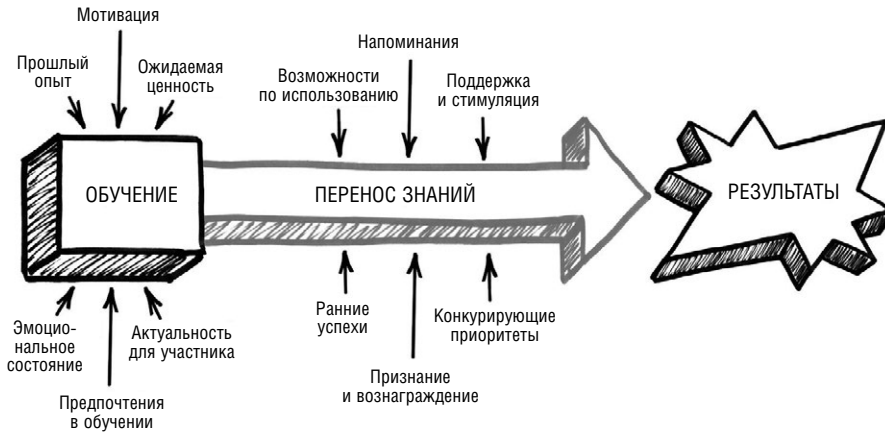 Мотивация
Прошлый
опыт
Ожидаемая
ценность
Напоминания
Возможности
по использованию
Поддержка
и стимуляция
ОБУЧЕНИЕ
ПЕРЕНОС ЗНАНИЙ
РЕЗУЛЬТАТЫ
Эмоцио-
нальное
состояние
Актуальность
для участника
Предпочтения
в обучении
Ранние
успехи
Конкурирующие
приоритеты
Признание
и вознаграждение